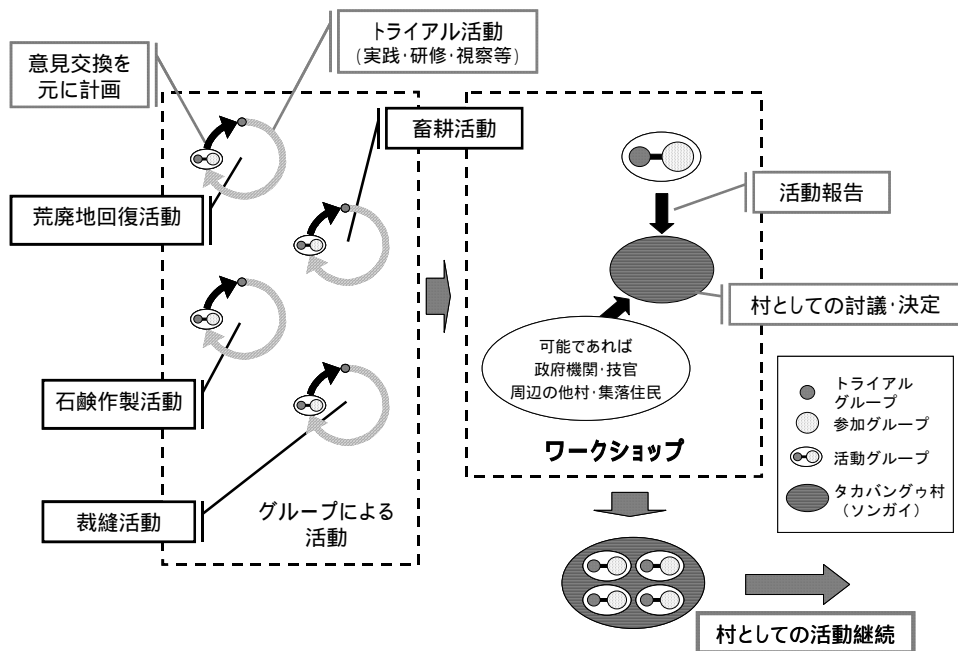 トライアル活動
(実践・研修・視察等)
意見交換を
元に計画
畜耕活動
荒廃地回復活動
石鹸作製活動
裁縫活動
グループによる
活動
活動報告
村としての討議・決定
可能であれば
政府機関・技官
周辺の他村・集落住民
ワークショップ
トライアル
グループ
参加グループ
活動グループ
タカバングゥ村
(ソンガイ)
村としての活動継続